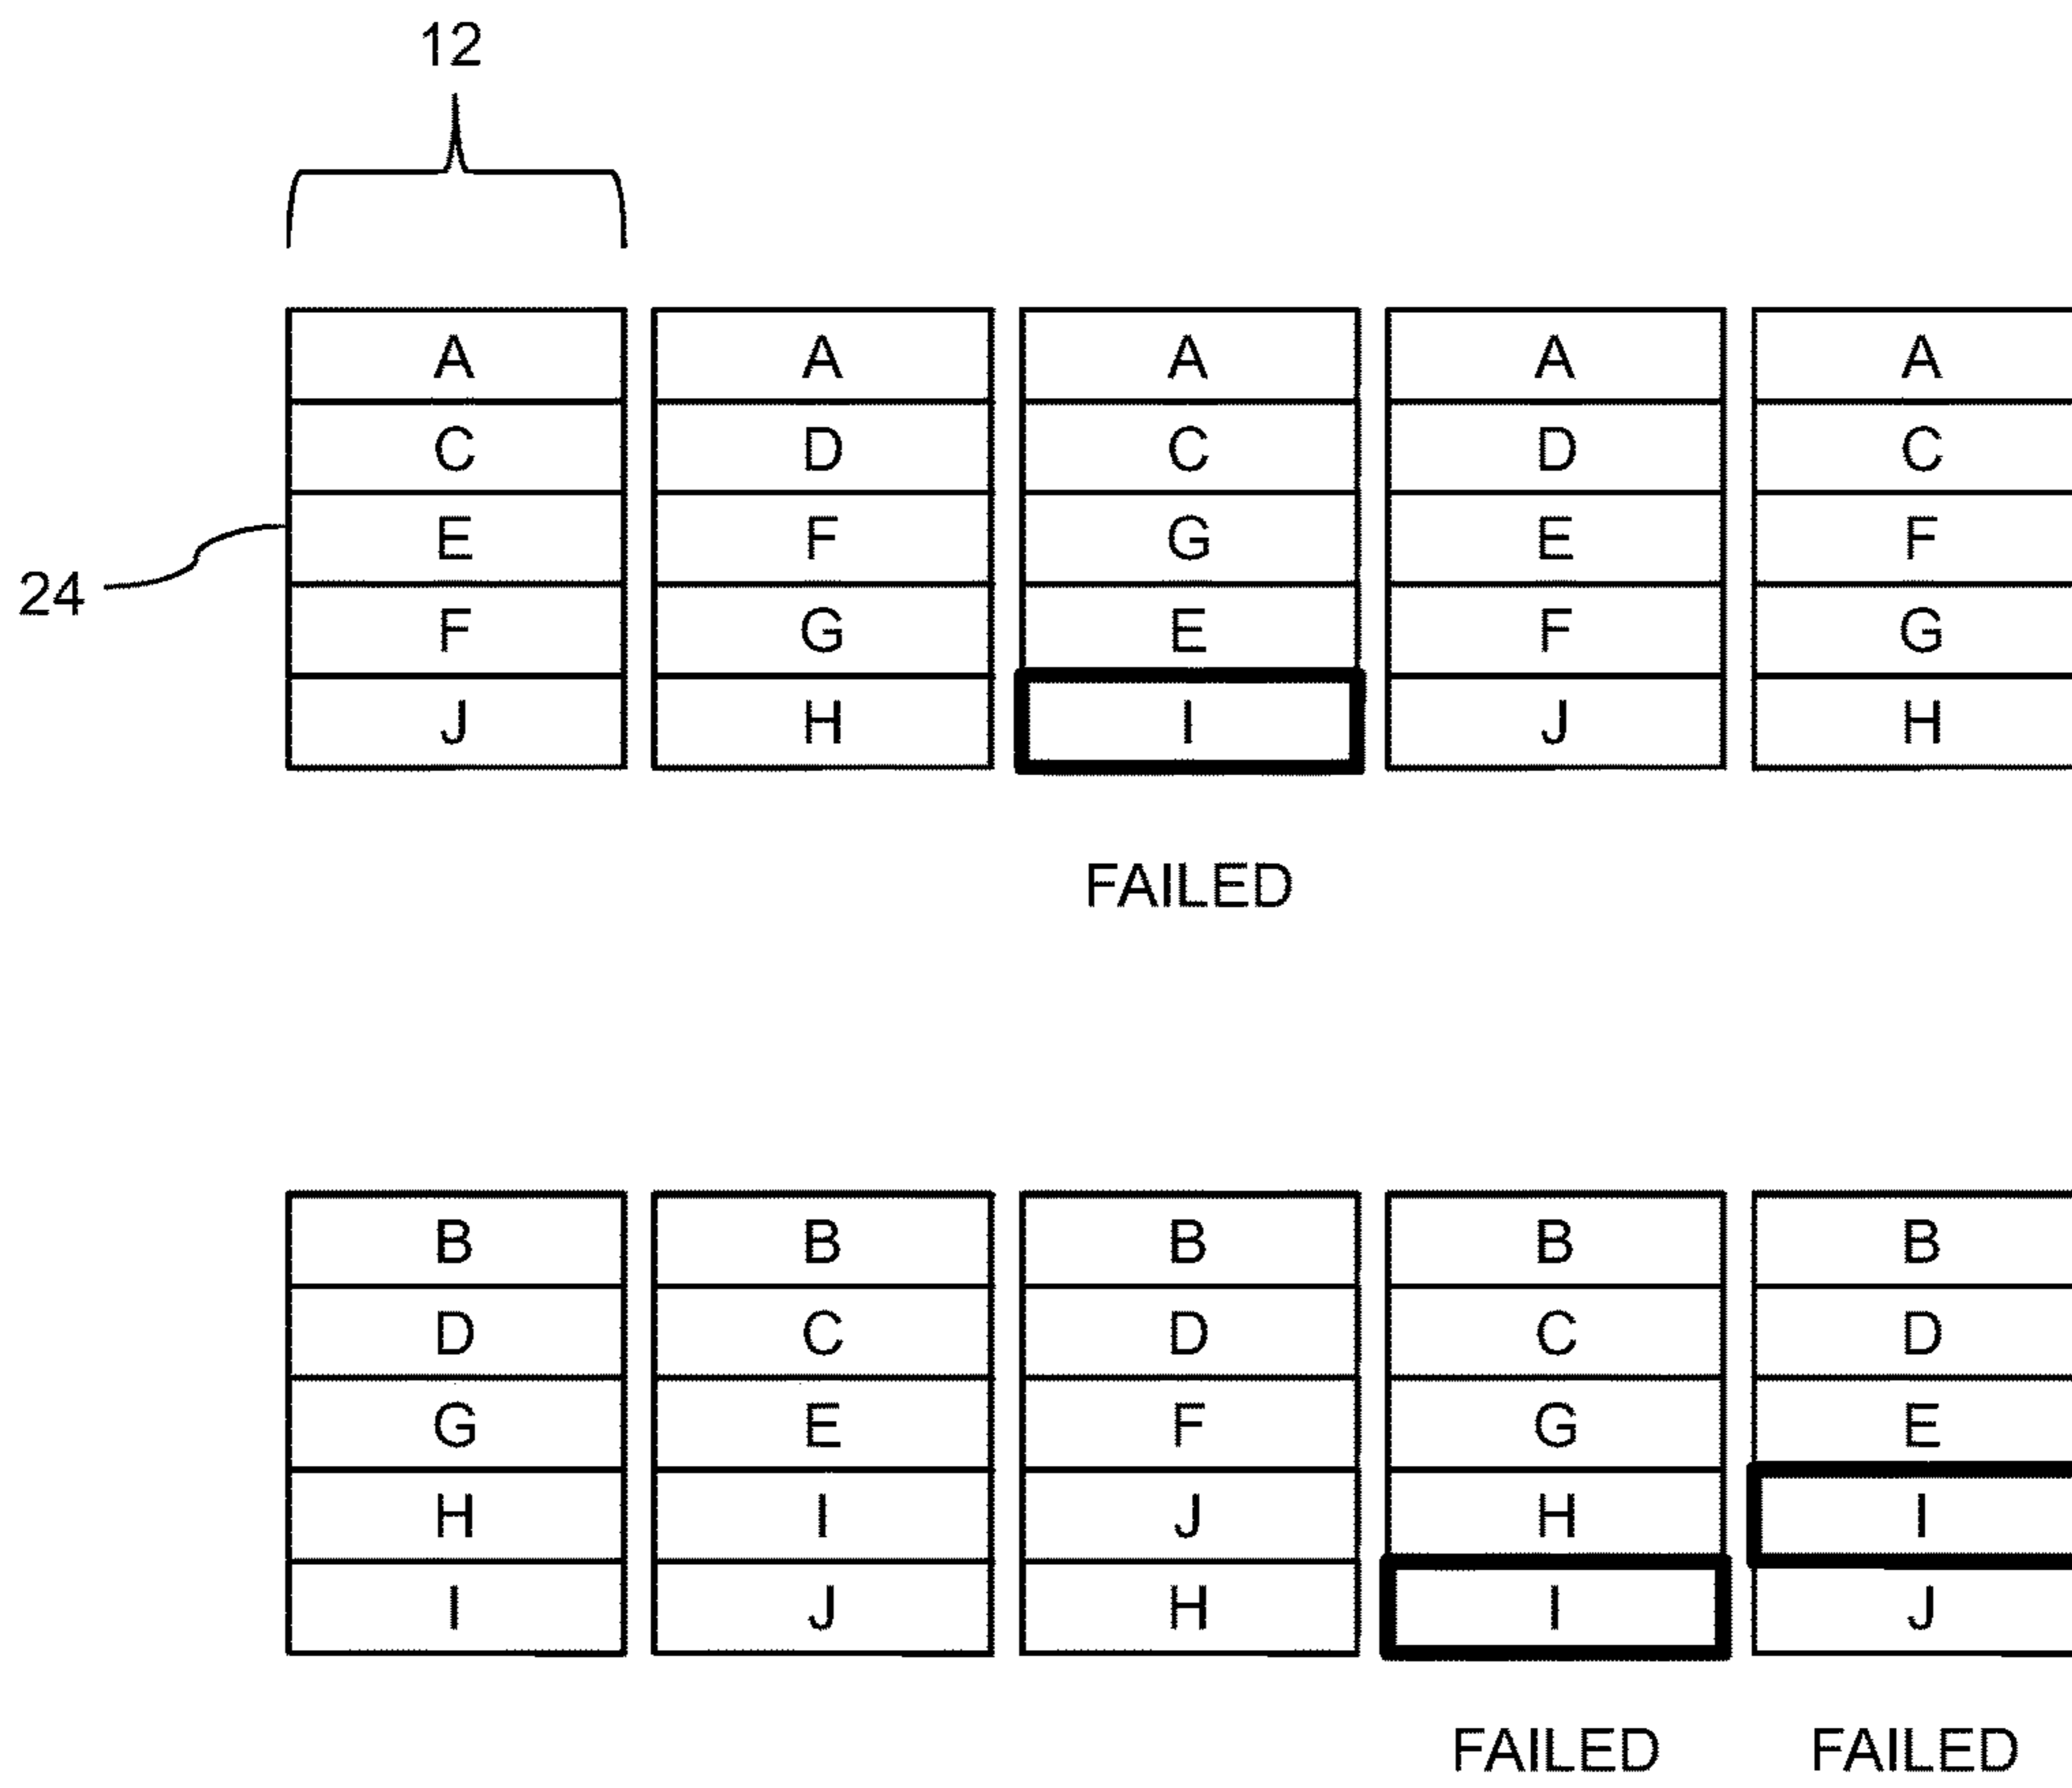 12
A A A A A
C D C D C
E F G E F
24
F G E F G
J H I J H
FAILED
B B B B B
D C D C D
G E F G E
H I J H I
I J H I J
FAILED FAILED